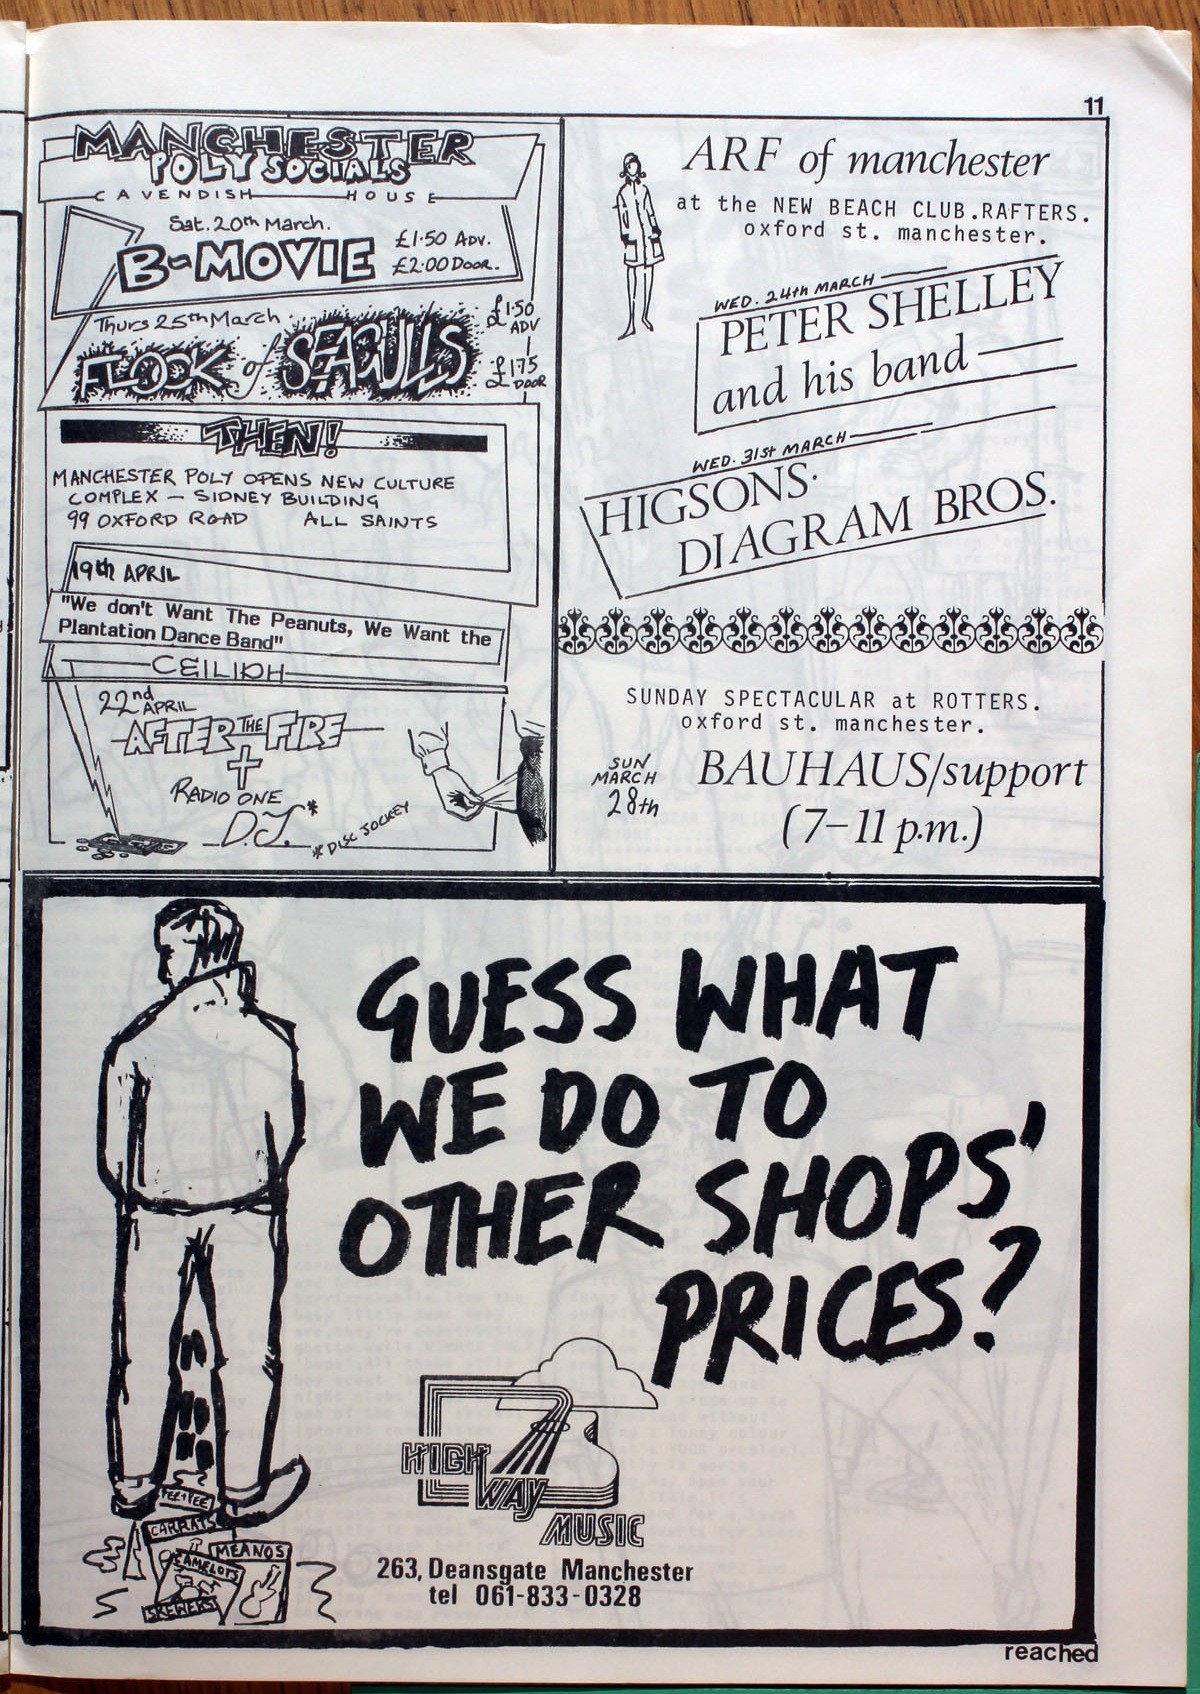 11
MANCHESTER
POLY SOCIALS
CAVENDISH HOUSE
Sat. 20th March.
B-MOVIE
£1·50 ADV.
£2·00 DOOR.
Thurs 25th March
FLOCK of SEAGULLS
£1·50
ADV
£175
DOOR
THEN!
MANCHESTER POLY OPENS NEW CULTURE
COMPLEX — SIDNEY BUILDING
99 OXFORD ROAD ALL SAINTS
19th APRIL
"We don't Want The Peanuts, We Want the
Plantation Dance Band"
CEILIDH
22nd
APRIL
AFTER THE FIRE
+
RADIO ONE
D.J.*
* DISC JOCKEY
ARF of manchester
at the NEW BEACH CLUB.RAFTERS.
oxford st. manchester.
WED. 24th MARCH
PETER SHELLEY
and his band
WED. 31st MARCH
HIGSONS·
DIAGRAM BROS.
SUNDAY SPECTACULAR at ROTTERS.
oxford st. manchester.
SUN
MARCH
28th
BAUHAUS/support
(7–11 p.m.)
GUESS WHAT
WE DO TO
OTHER SHOPS'
PRICES?
HIGH
WAY
MUSIC
263, Deansgate Manchester
tel 061-833-0328
PEE+PEE
CARRATS
MEANOS
CAMELOTS
BREWERS
reached